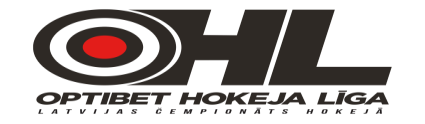 OHL
OPTIBET HOKEJA LĪGA
LATVIJAS ČEMPIONĀTS HOKEJĀ